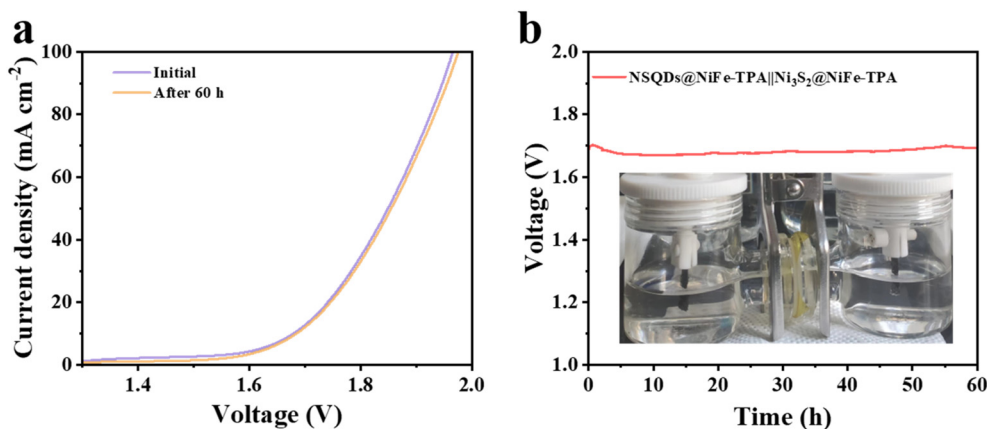 a
100
80
60
40
20
0
Current density (mA cm⁻²)
Initial
After 60 h
1.4 1.6 1.8 2.0
Voltage (V)
b
2.0
1.8
1.6
1.4
1.2
1.0
Voltage (V)
NSQDs@NiFe-TPA||Ni₃S₂@NiFe-TPA
0 10 20 30 40 50 60
Time (h)